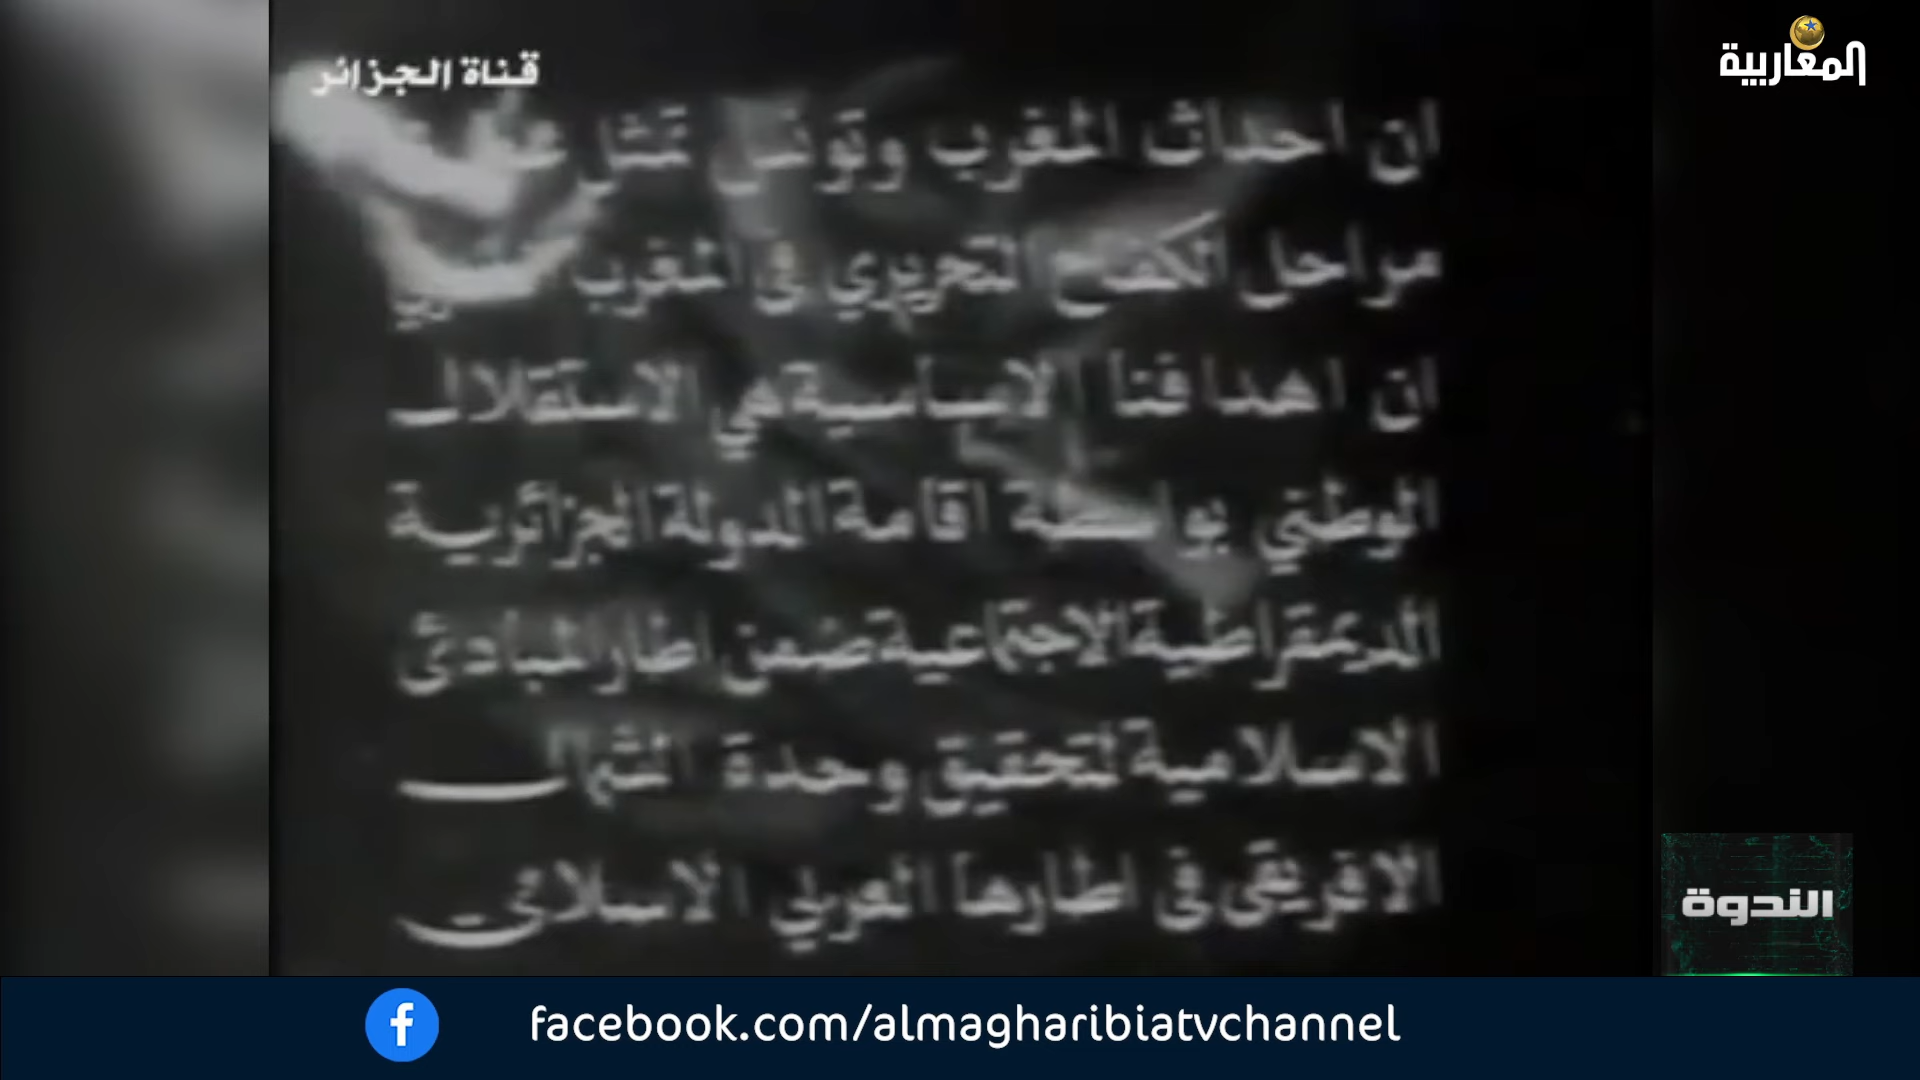 المغاربية
قناة الجزائر
ان احداث المغرب وتونس تمثل
مراحل الكفاح التحريري في المغرب
ان اهدافنا الاساسية هي الاستقلال
الوطني بواسطة اقامة الدولة الجزائرية
الديمقراطية الاجتماعية ضمن اطار المبادئ
الاسلامية لتحقيق وحدة الشمال
الافريقي في اطارها العربي الاسلامي
الندوة
facebook.com/almagharibiatvchannel